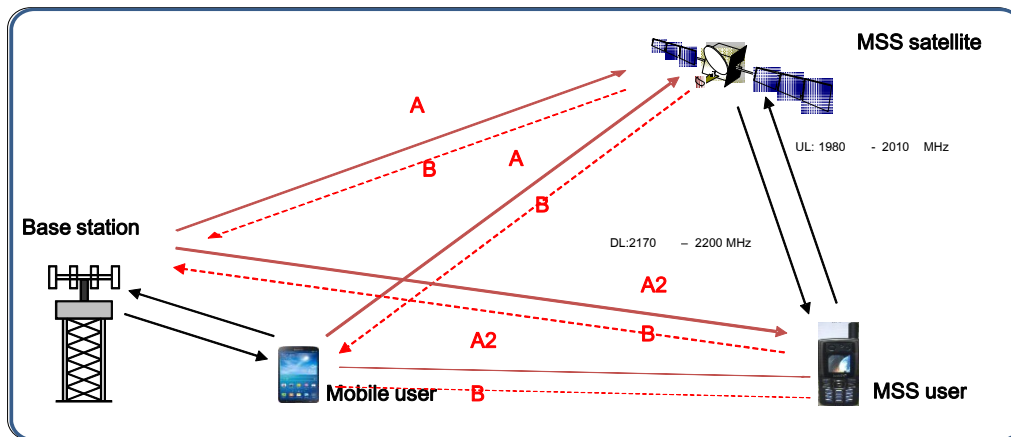 MSS satellite
A
UL: 1980 - 2010 MHz
A
B
B
Base station
DL:2170 – 2200 MHz
A2
A2
B
Mobile user
B
MSS user